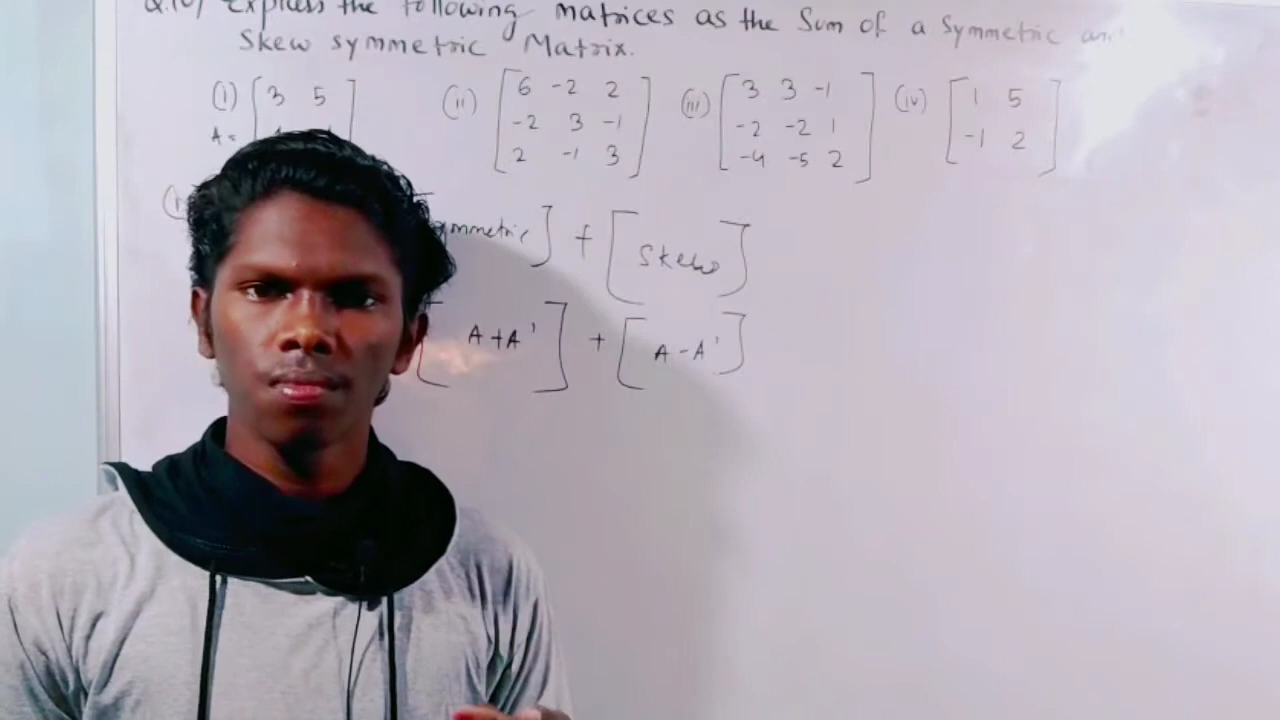 Express the following matrices as the Sum of a Symmetric
Skew symmetric Matrix.
(i) [3 5] (ii) [6 -2 2] (iii) [3 3 -1] (iv) [1 5]
A = -2 3 -1 -2 -2 1 -1 2
2 -1 3 -4 -5 2
] + [Skew]
[A+A'] + [A-A']